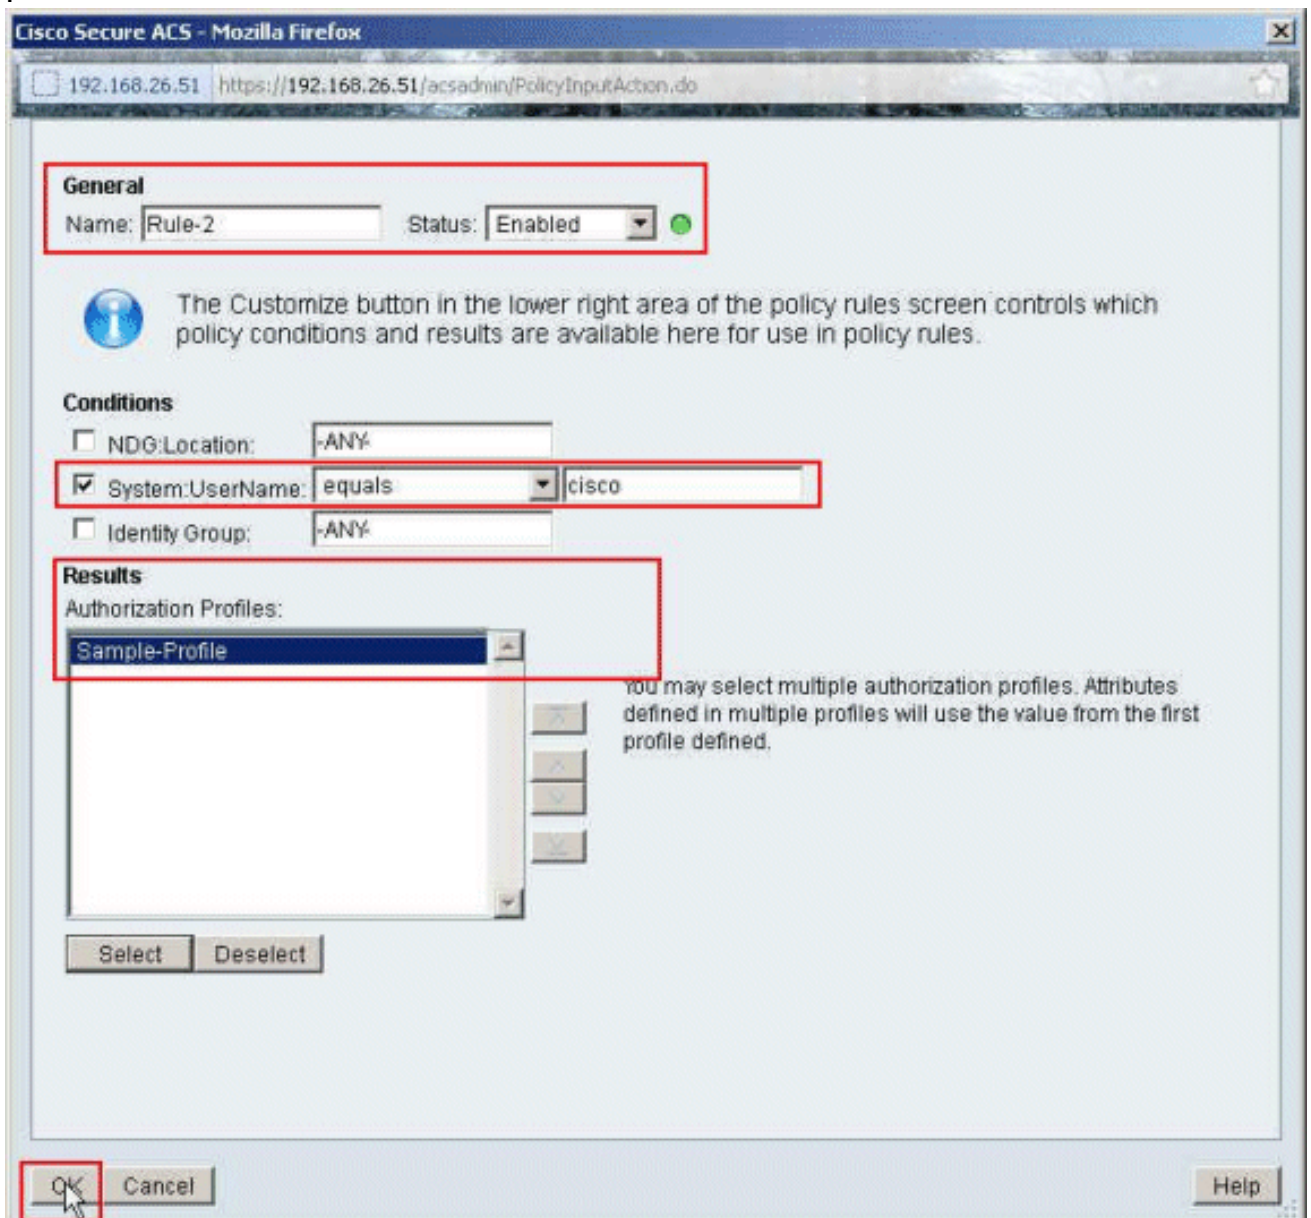 Cisco Secure ACS - Mozilla Firefox
192.168.26.51 https://192.168.26.51/acsadmin/PolicyInputAction.do
General
Name: Rule-2 Status: Enabled
The Customize button in the lower right area of the policy rules screen controls which
policy conditions and results are available here for use in policy rules.
Conditions
NDG:Location: -ANY-
System:UserName: equals cisco
Identity Group: -ANY-
Results
Authorization Profiles:
Sample-Profile
You may select multiple authorization profiles. Attributes
defined in multiple profiles will use the value from the first
profile defined.
Select Deselect
OK Cancel Help